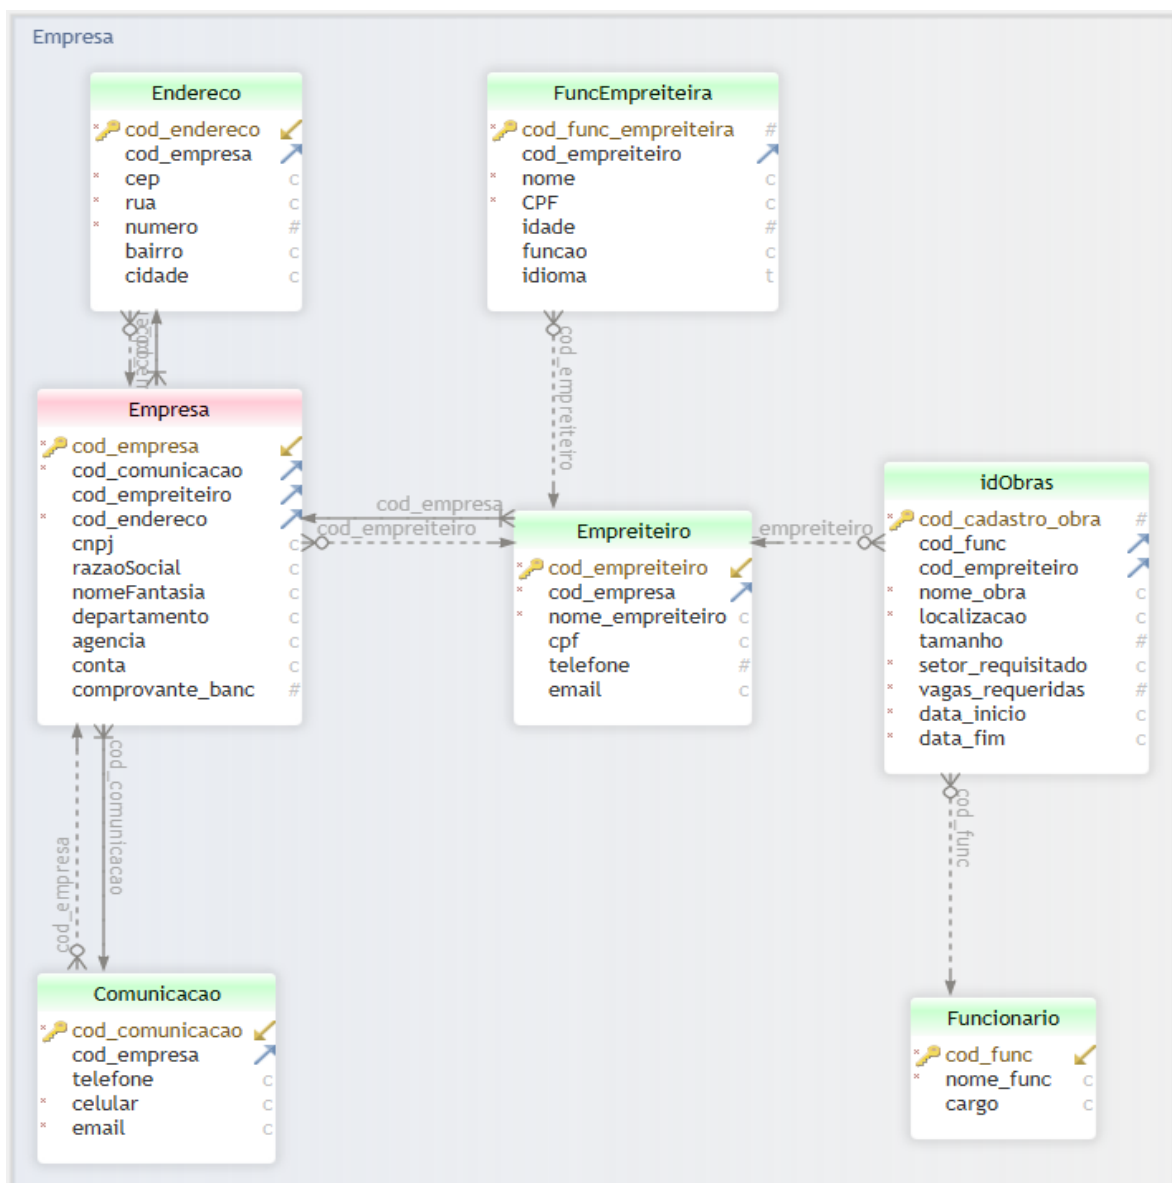 Empresa
Endereco
cod_endereco
cod_empresa
cep c
rua c
numero #
bairro c
cidade c
FuncEmpreiteira
cod_func_empreiteira #
cod_empreiteiro
nome c
CPF c
idade #
funcao c
idioma t
cod_empreiteiro
Empresa
cod_empresa
cod_comunicacao
cod_empreiteiro
cod_endereco
cnpj c
razaoSocial c
nomeFantasia c
departamento c
agencia c
conta c
comprovante_banc #
cod_empresa
cod_empreiteiro
Empreiteiro
cod_empreiteiro
cod_empresa
nome_empreiteiro c
cpf c
telefone #
email c
_empreiteiro
idObras
cod_cadastro_obra #
cod_func
cod_empreiteiro
nome_obra c
localizacao c
tamanho #
setor_requisitado c
vagas_requeridas #
data_inicio c
data_fim c
cod_empresa
cod_comunicacao
cod_func
Comunicacao
cod_comunicacao
cod_empresa
telefone c
celular c
email c
Funcionario
cod_func
nome_func c
cargo c